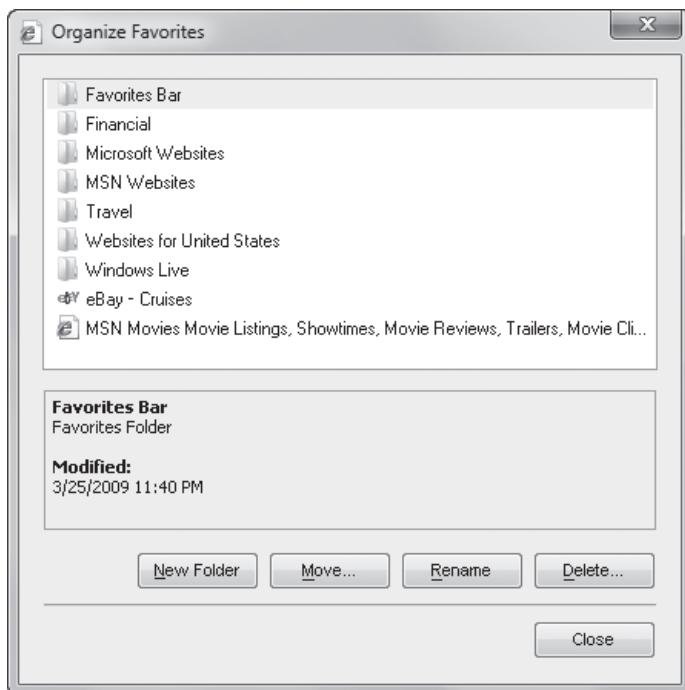 Organize Favorites
Favorites Bar
Financial
Microsoft Websites
MSN Websites
Travel
Websites for United States
Windows Live
eBay - Cruises
MSN Movies Movie Listings, Showtimes, Movie Reviews, Trailers, Movie Cli...
Favorites Bar
Favorites Folder
Modified:
3/25/2009 11:40 PM
New Folder
Move...
Rename
Delete...
Close